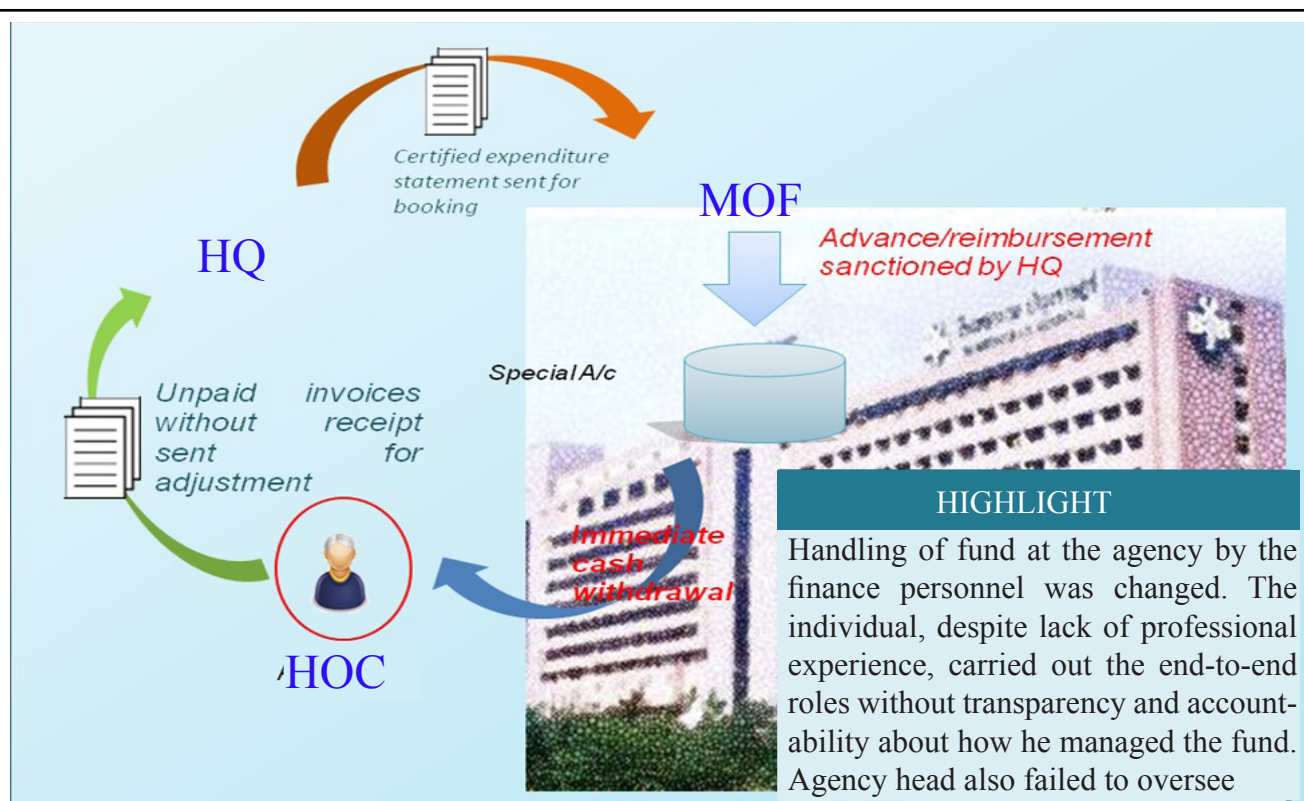 Certified expenditure
statement sent for
booking
MOF
HQ
Advance/reimbursement
sanctioned by HQ
Special A/c
Unpaid invoices
without receipt
sent for
adjustment
Immediate
cash
withdrawal
HOC
HIGHLIGHT
Handling of fund at the agency by the
finance personnel was changed. The
individual, despite lack of professional
experience, carried out the end-to-end
roles without transparency and account-
ability about how he managed the fund.
Agency head also failed to oversee